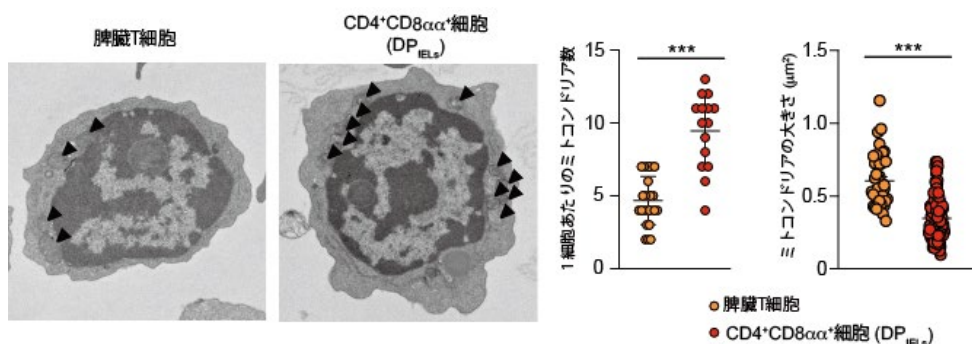 脾臓T細胞
CD4⁺CD8αα⁺細胞
(DP_IELs)
1細胞あたりのミトコンドリア数
15
10
5
0
***
ミトコンドリアの大きさ (μm²)
1.5
1.0
0.5
0
***
脾臓T細胞
CD4⁺CD8αα⁺細胞 (DP_IELs)